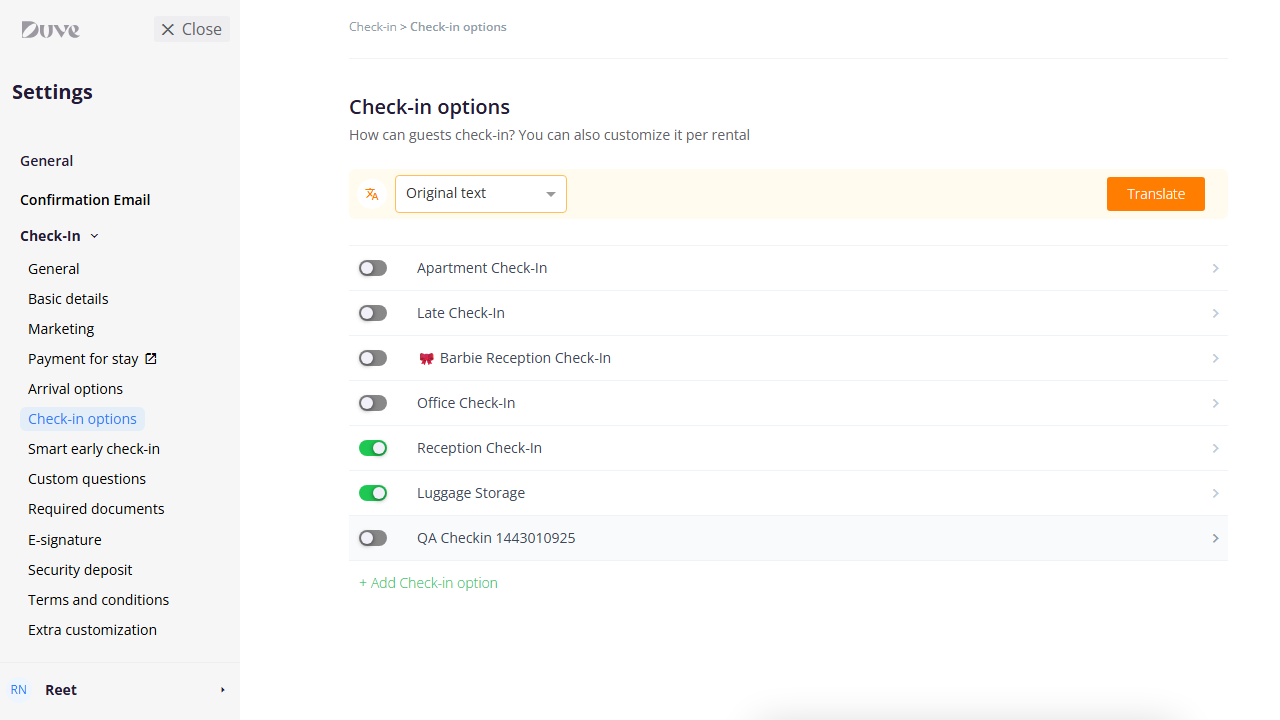 Duve
Close
Settings
General
Confirmation Email
Check-In
General
Basic details
Marketing
Payment for stay
Arrival options
Check-in options
Smart early check-in
Custom questions
Required documents
E-signature
Security deposit
Terms and conditions
Extra customization
RN Reet
Check-in > Check-in options
Check-in options
How can guests check-in? You can also customize it per rental
Original text
Translate
Apartment Check-In
Late Check-In
🎀 Barbie Reception Check-In
Office Check-In
Reception Check-In
Luggage Storage
QA Checkin 1443010925
+ Add Check-in option